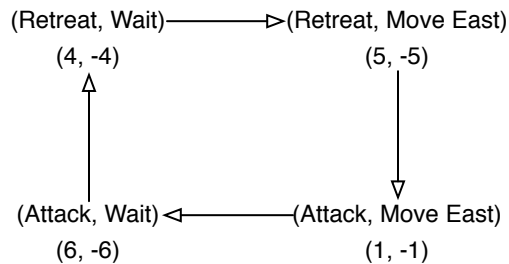 (Retreat, Wait) (Retreat, Move East)
(4, -4) (5, -5)
(Attack, Wait) (Attack, Move East)
(6, -6) (1, -1)